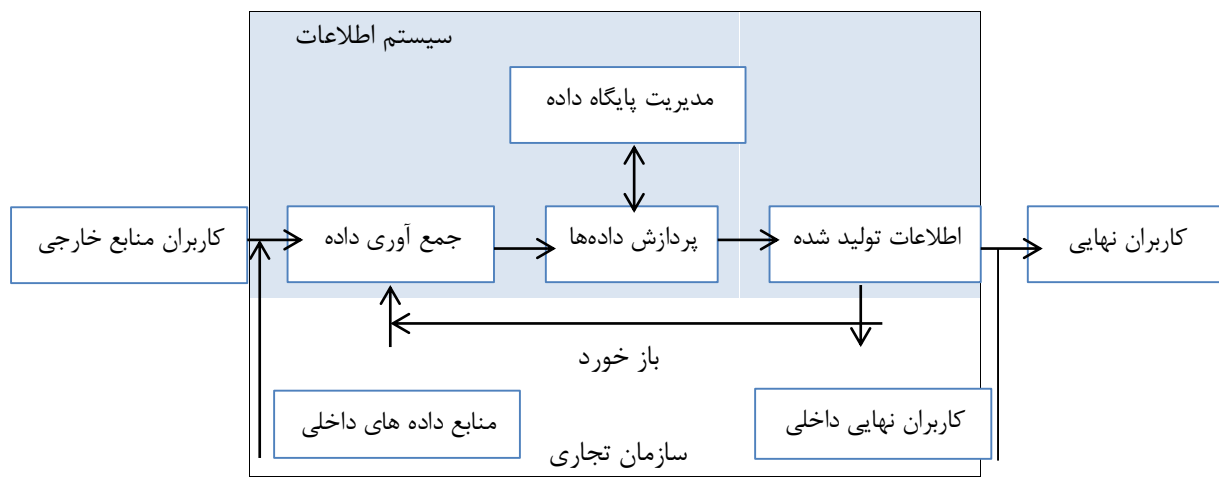 سیستم اطلاعات
مدیریت پایگاه داده
کاربران منابع خارجی
جمع آوری داده
پردازش داده‌ها
اطلاعات تولید شده
کاربران نهایی
باز خورد
منابع داده های داخلی
کاربران نهایی داخلی
سازمان تجاری